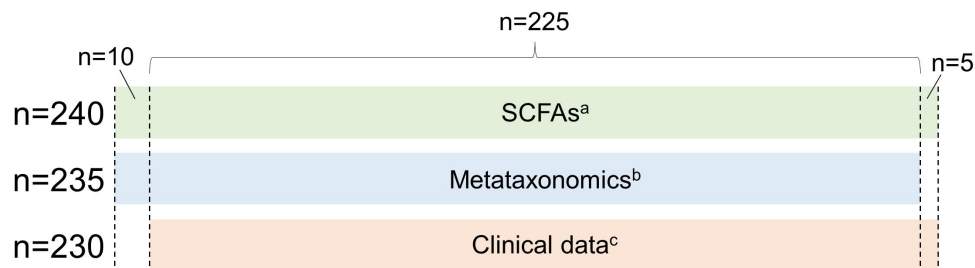 n=225
n=10
n=5
n=240
SCFAsᵃ
n=235
Metataxonomicsᵇ
n=230
Clinical dataᶜ